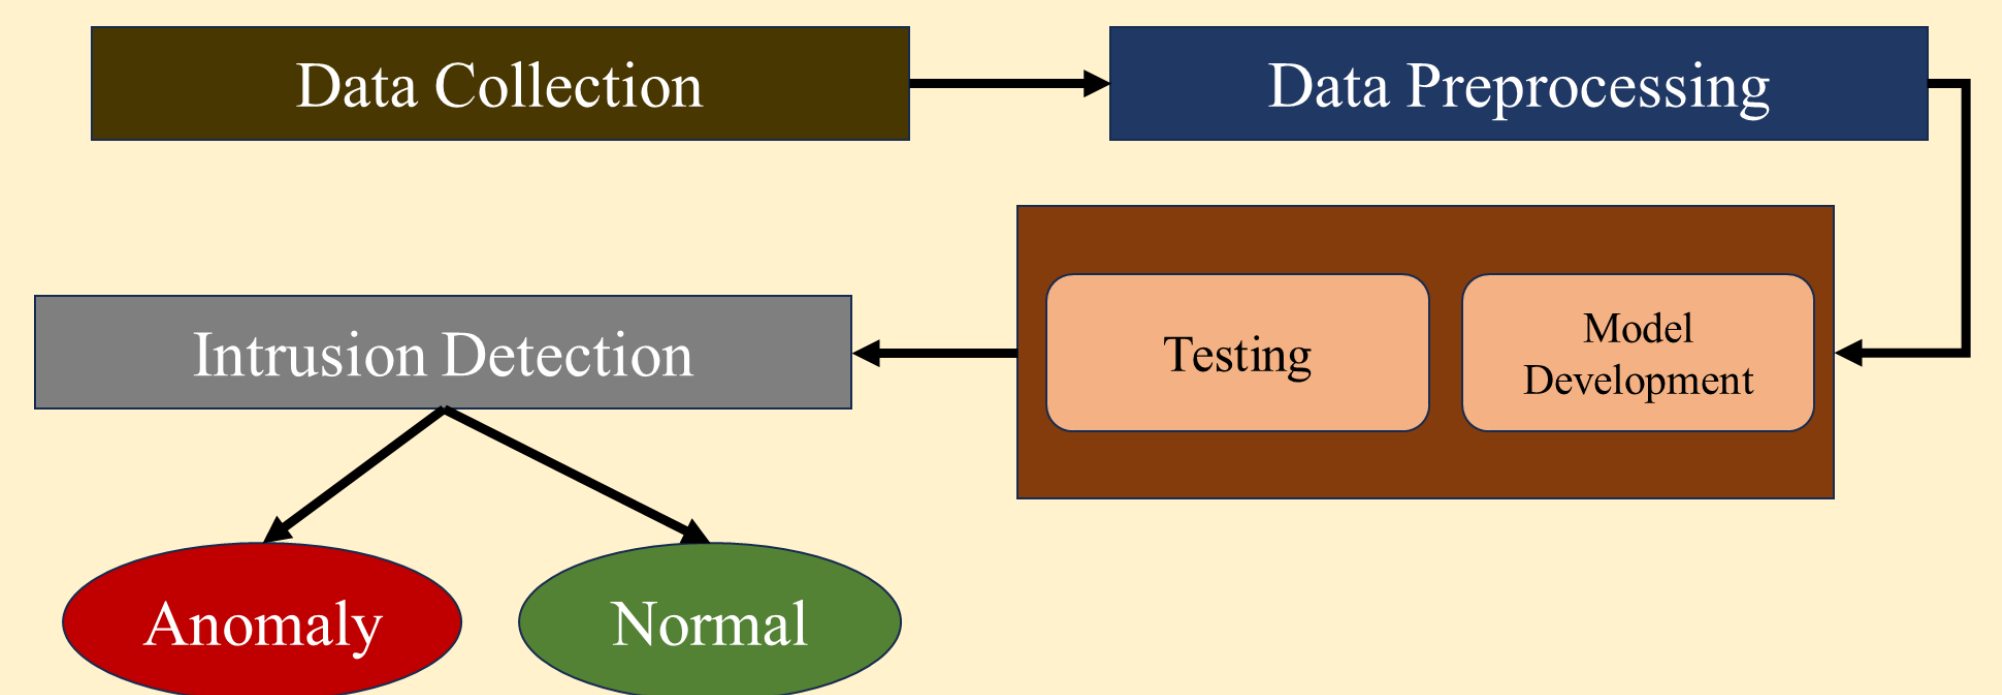 Data Collection
Data Preprocessing
Model
Development
Testing
Intrusion Detection
Anomaly
Normal